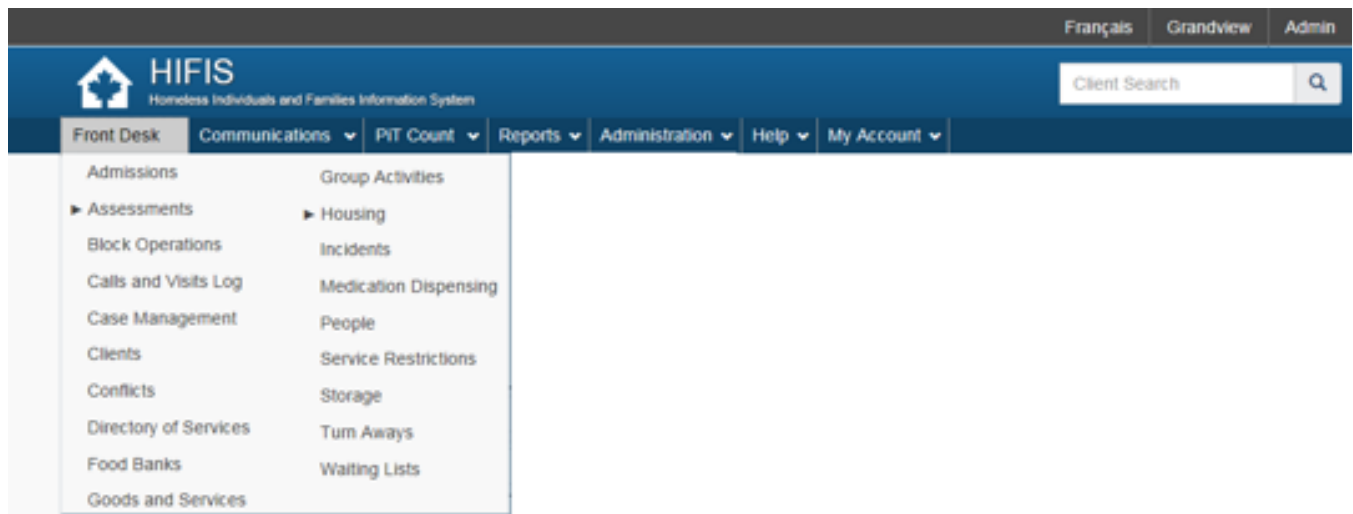 Français Grandview Admin
HIFIS
Homeless Individuals and Families Information System
Client Search
Front Desk Communications PiT Count Reports Administration Help My Account
Admissions
Assessments
Block Operations
Calls and Visits Log
Case Management
Clients
Conflicts
Directory of Services
Food Banks
Goods and Services
Group Activities
Housing
Incidents
Medication Dispensing
People
Service Restrictions
Storage
Turn Aways
Waiting Lists